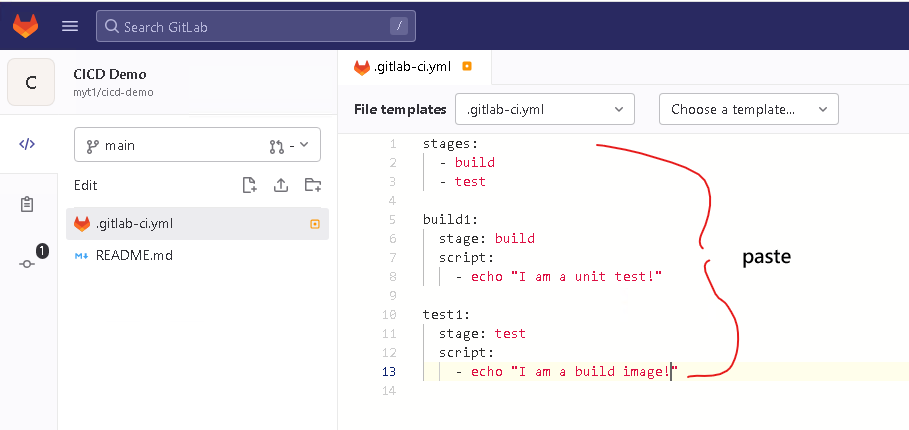 Search GitLab /
C
CICD Demo
myt1/cicd-demo
main
-
Edit
.gitlab-ci.yml
M↓ README.md
1
.gitlab-ci.yml
File templates .gitlab-ci.yml Choose a template...
1 stages:
2 - build
3 - test
4
5 build1:
6 stage: build
7 script:
8 - echo "I am a unit test!"
9
10 test1:
11 stage: test
12 script:
13 - echo "I am a build image!"
14
paste